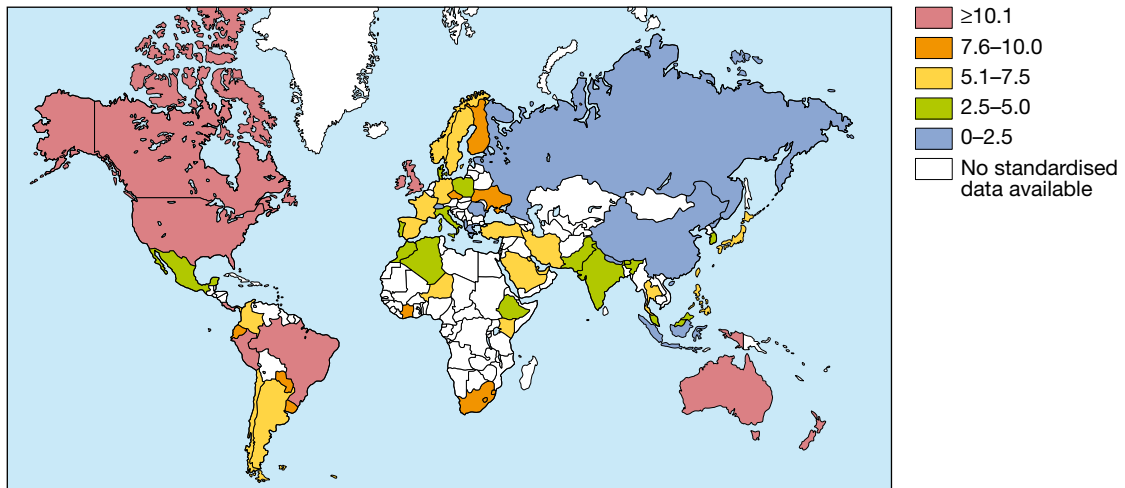 ≥10.1
7.6–10.0
5.1–7.5
2.5–5.0
0–2.5
No standardised
data available